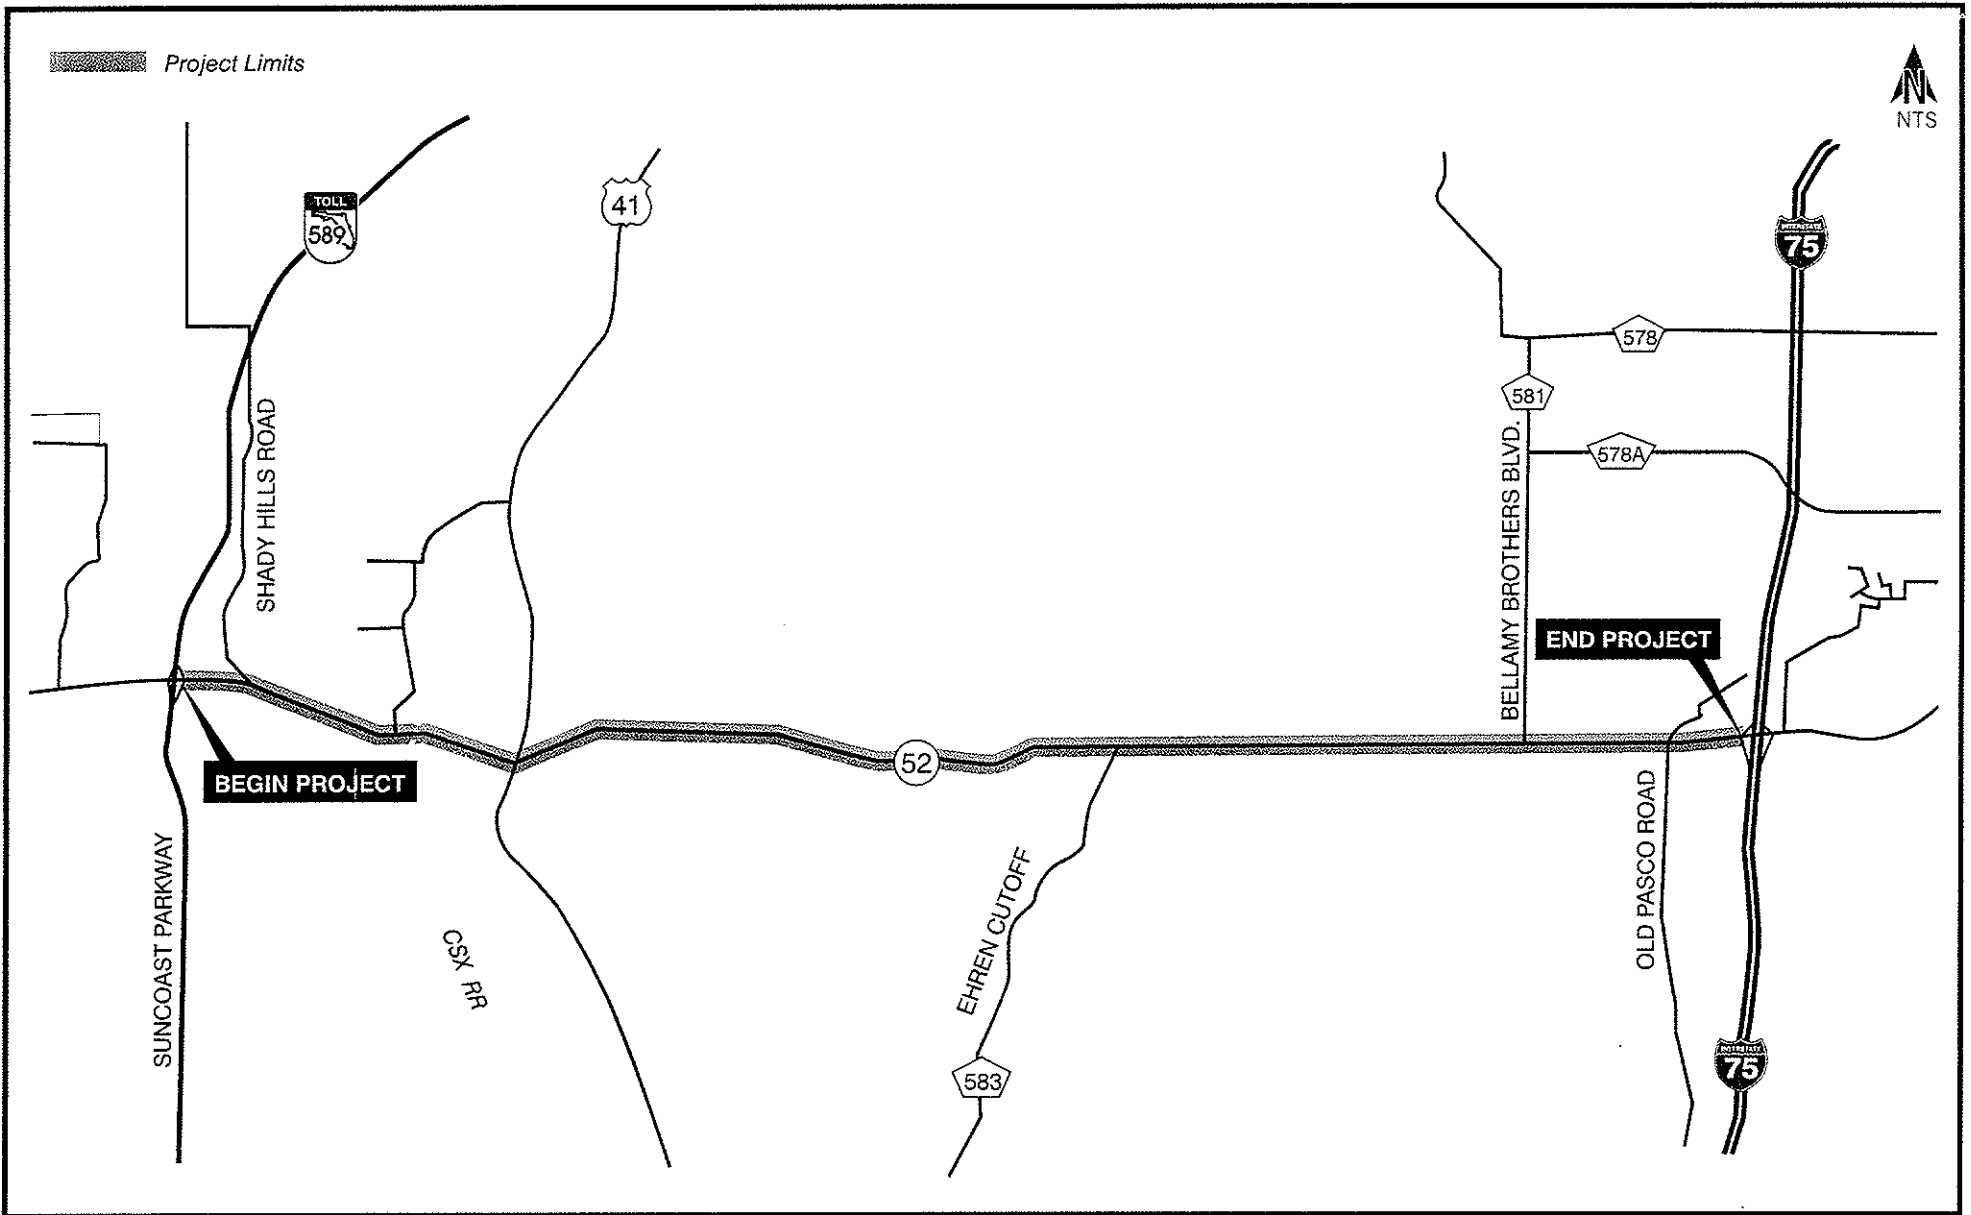 Project Limits
N
NTS
TOLL
589
41
75
578
581
578A
SHADY HILLS ROAD
BELLAMY BROTHERS BLVD.
END PROJECT
BEGIN PROJECT
52
SUNCOAST PARKWAY
CSX RR
EHREN CUTOFF
583
OLD PASCO ROAD
INTERSTATE
75